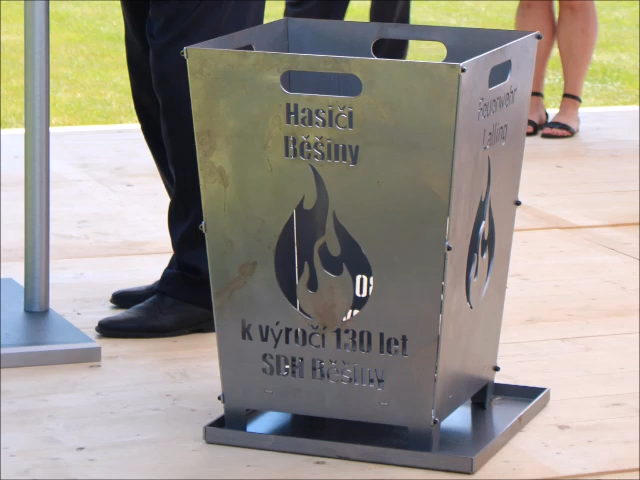 Hasiči
Běšiny
k výročí 130 let
SDH Běšiny
Feuerwehr
Lalling